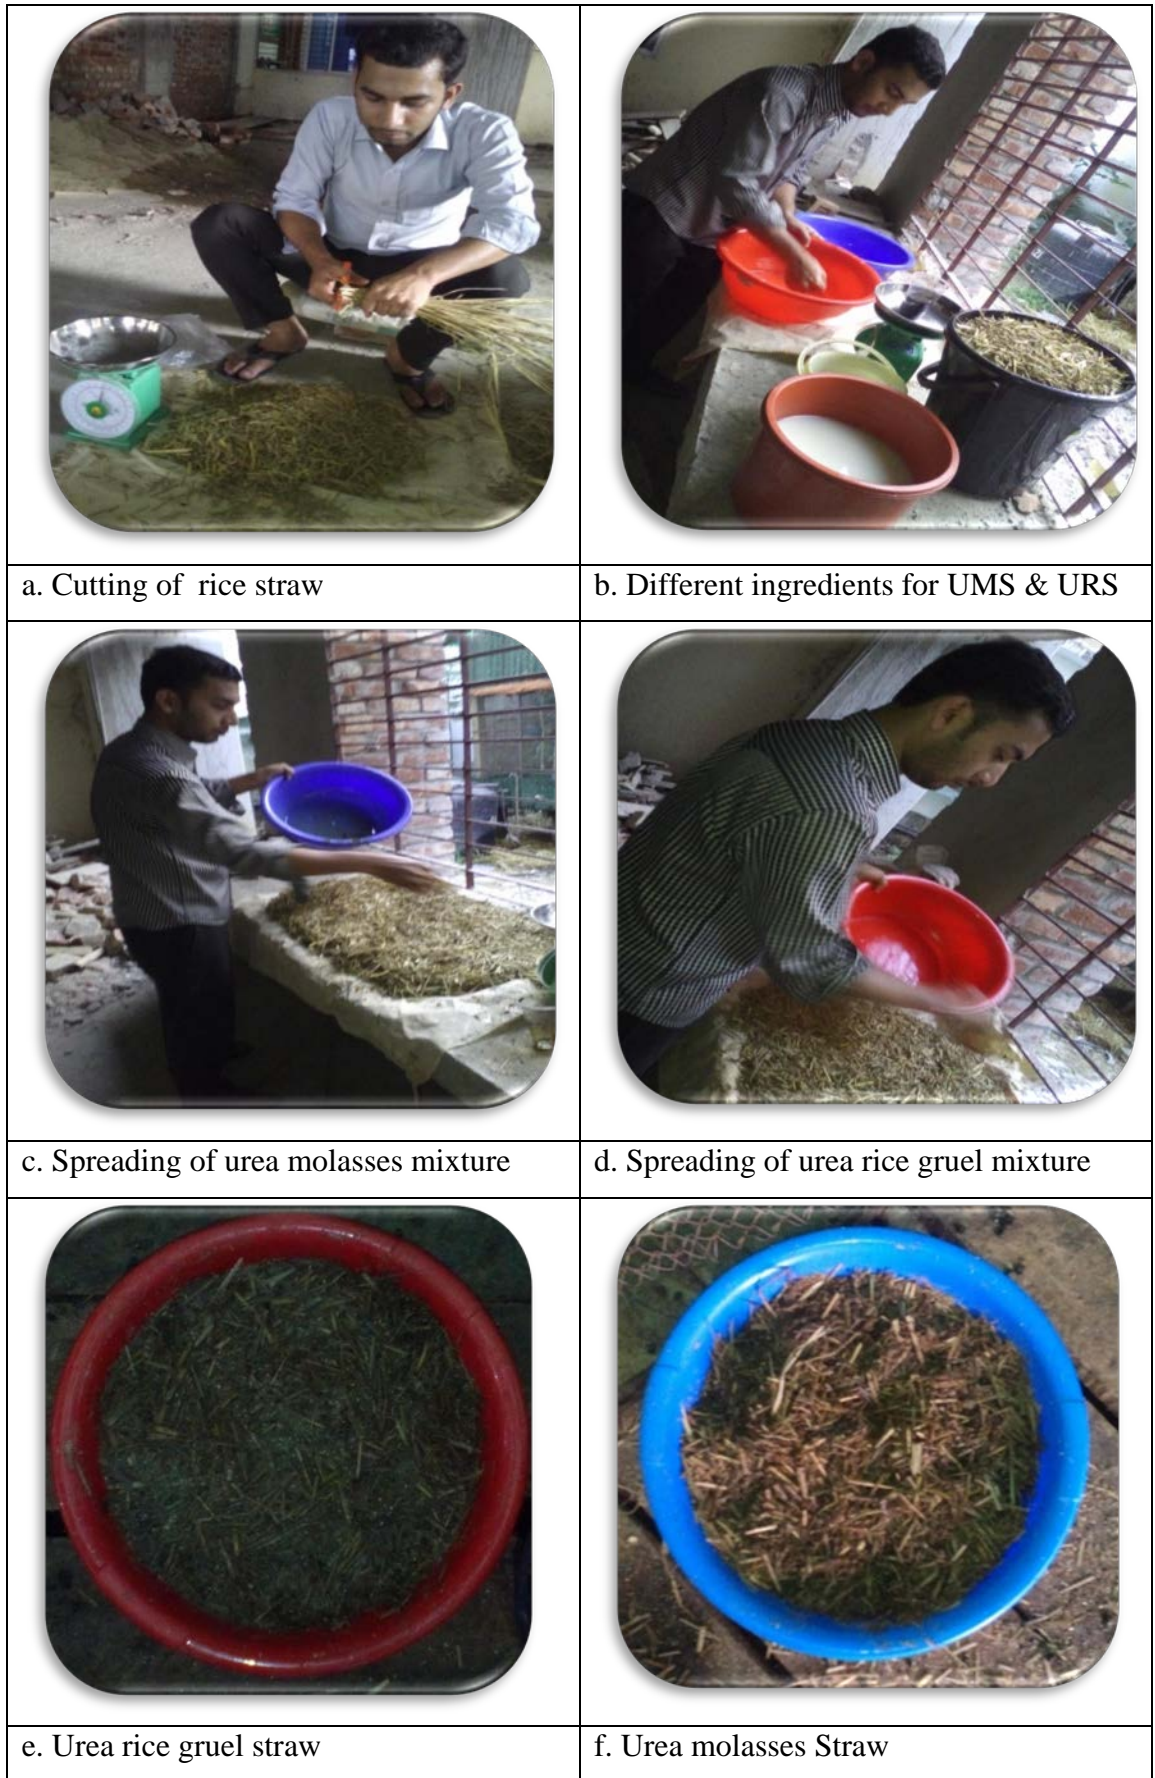 a. Cutting of  rice straw
b. Different ingredients for UMS & URS
c. Spreading of urea molasses mixture
d. Spreading of urea rice gruel mixture
e. Urea rice gruel straw
f. Urea molasses Straw